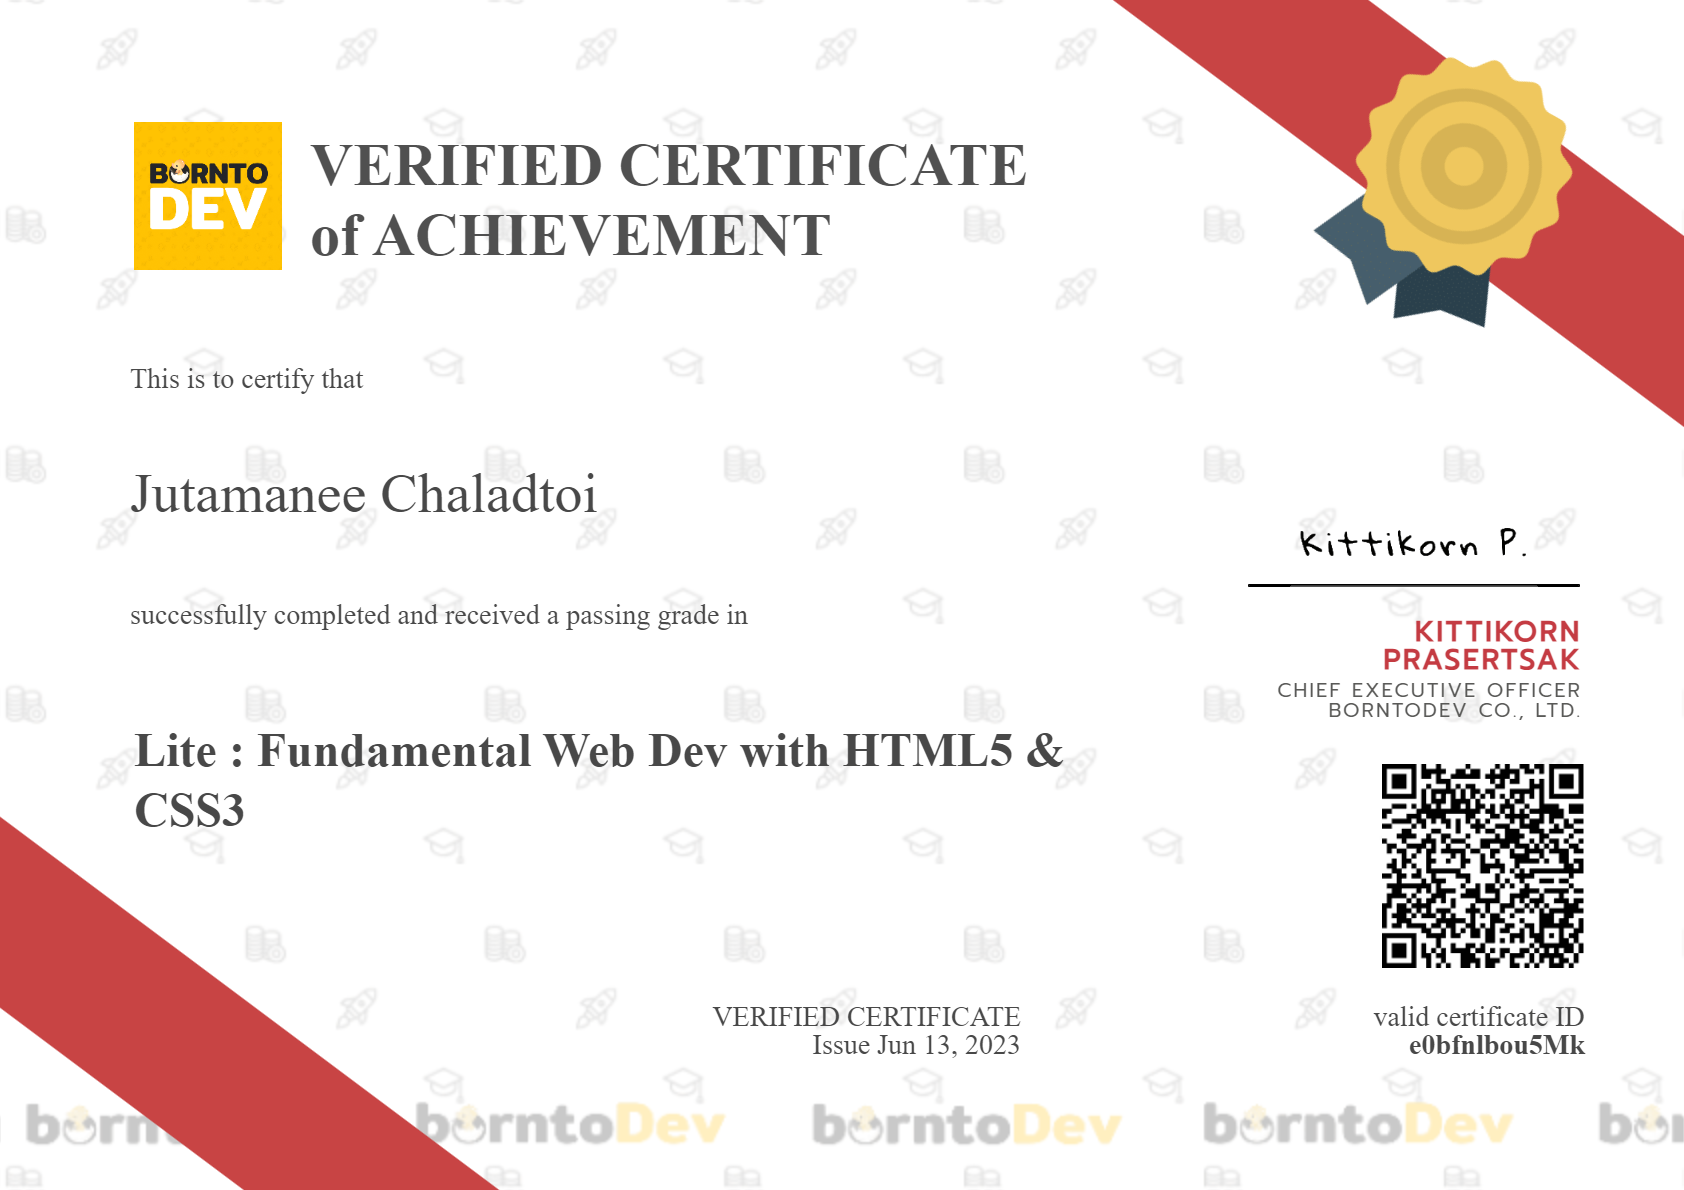 BORNTO
DEV
VERIFIED CERTIFICATE
of ACHIEVEMENT
This is to certify that
Jutamanee Chaladtoi
successfully completed and received a passing grade in
Lite : Fundamental Web Dev with HTML5 &
CSS3
Kittikorn P.
KITTIKORN
PRASERTSAK
CHIEF EXECUTIVE OFFICER
BORNTODEV CO., LTD.
VERIFIED CERTIFICATE
Issue Jun 13, 2023
valid certificate ID
e0bfnlbou5Mk
born borntoDev borntoDev borntoDev bor